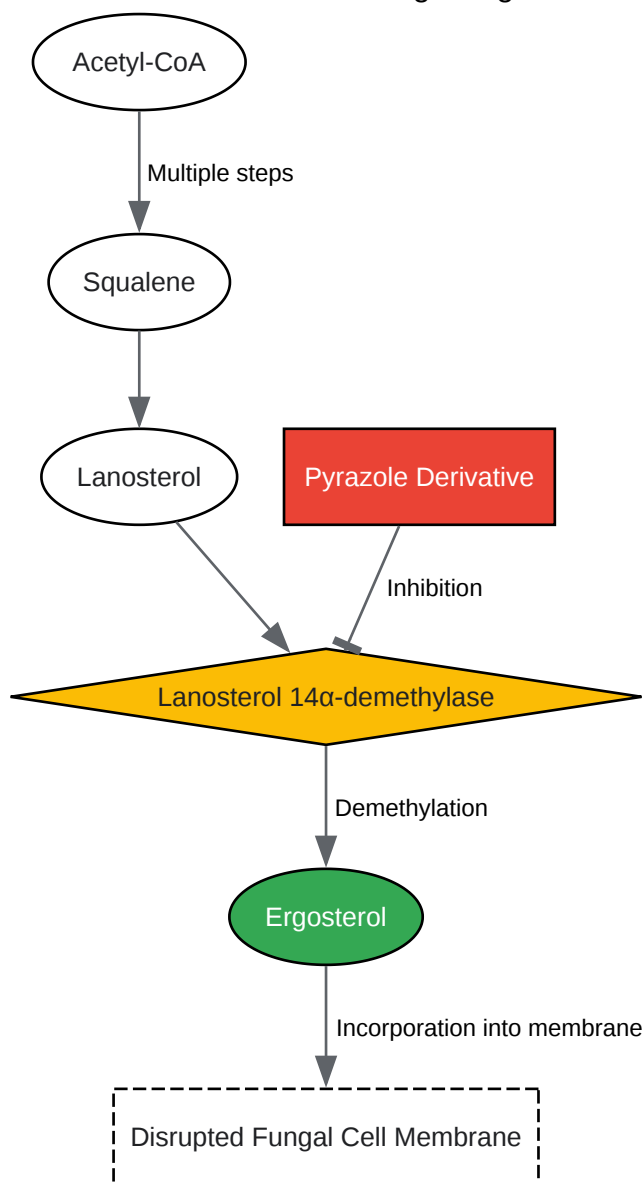 Acetyl-CoA
Multiple steps
Squalene
Lanosterol
Pyrazole Derivative
Inhibition
Lanosterol 14α-demethylase
Demethylation
Ergosterol
Incorporation into membrane
Disrupted Fungal Cell Membrane